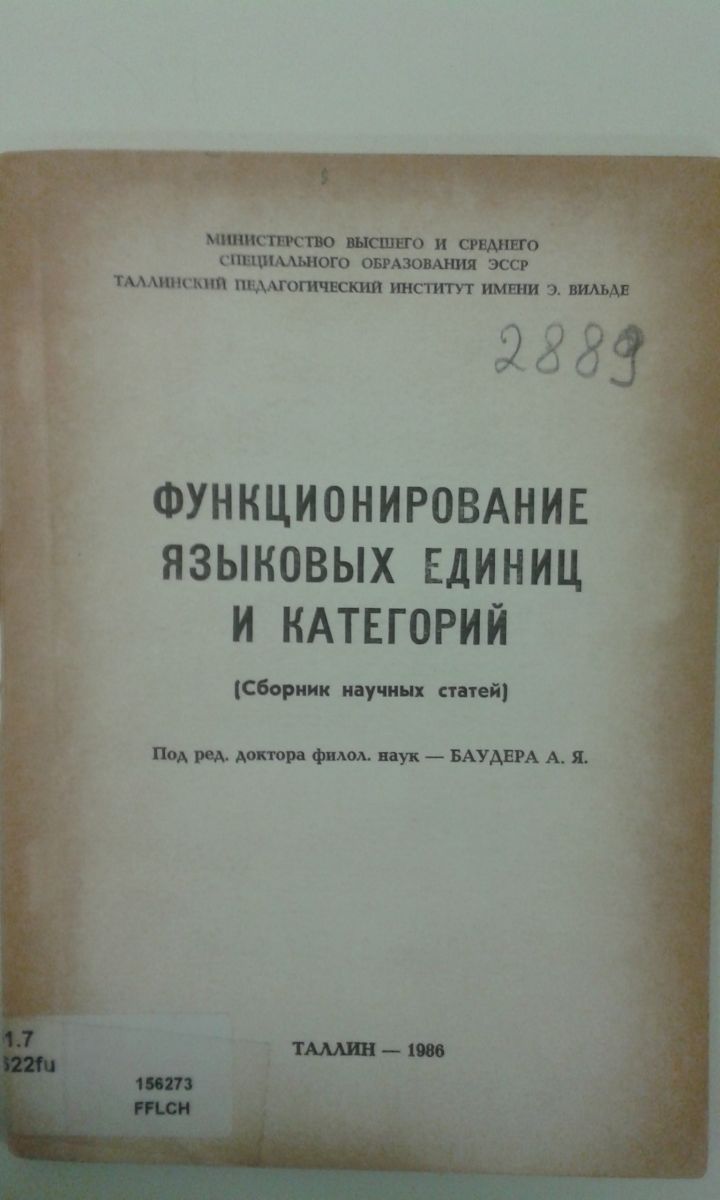 МИНИСТЕРСТВО ВЫСШЕГО И СРЕДНЕГО
СПЕЦИАЛЬНОГО ОБРАЗОВАНИЯ ЭССР
ТАЛЛИНСКИЙ ПЕДАГОГИЧЕСКИЙ ИНСТИТУТ ИМЕНИ Э. ВИЛЬДЕ
2889
ФУНКЦИОНИРОВАНИЕ
ЯЗЫКОВЫХ ЕДИНИЦ
И КАТЕГОРИЙ
(Сборник научных статей)
Под ред. доктора филол. наук — БАУДЕРА А. Я.
ТАЛЛИН — 1986
1.7
622fu
156273
FFLCH